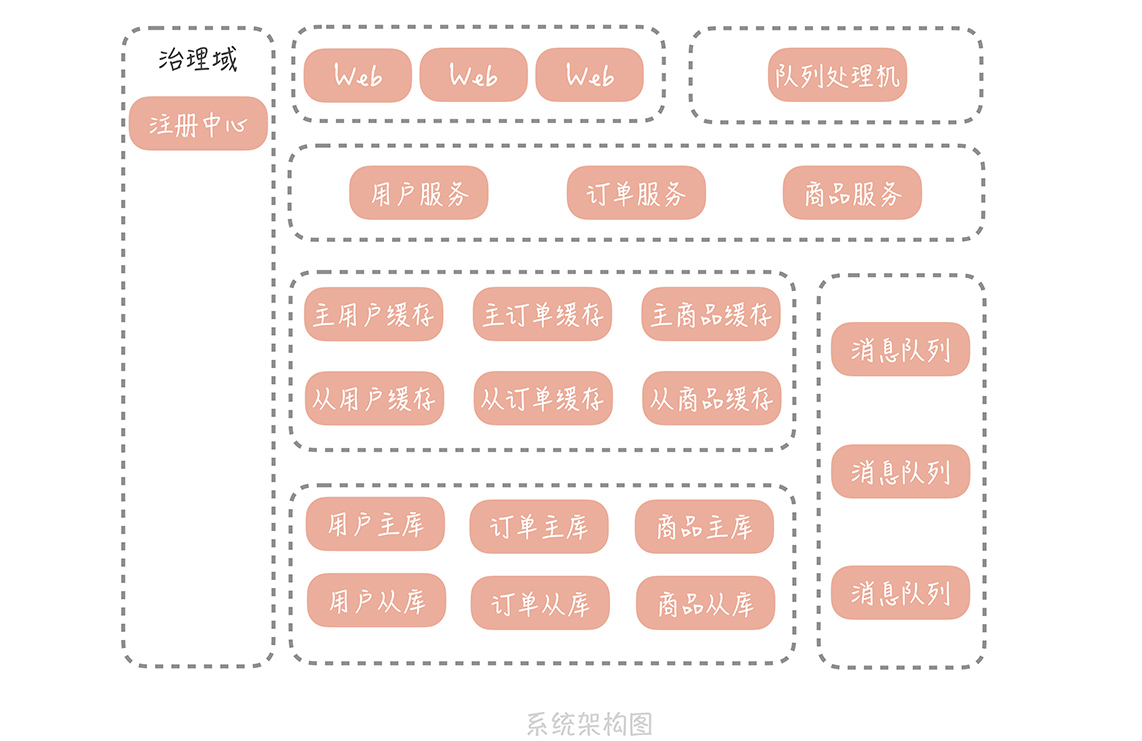 治理域
注册中心
Web
Web
Web
队列处理机
用户服务
订单服务
商品服务
主用户缓存
主订单缓存
主商品缓存
从用户缓存
从订单缓存
从商品缓存
用户主库
订单主库
商品主库
用户从库
订单从库
商品从库
消息队列
消息队列
消息队列
系统架构图